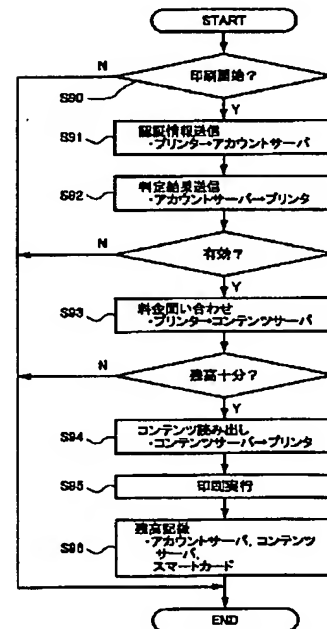 START
N
印刷開始?
S90
Y
S91
認証情報送信
・プリンター→アカウントサーバ
S92
判定結果送信
・アカウントサーバー→プリンタ
N
有効?
Y
S93
料金問い合わせ
・プリンター→コンテンツサーバ
N
残高十分?
Y
S94
コンテンツ読み出し
・コンテンツサーバー→プリンタ
S95
印刷実行
S96
残高記録
・アカウントサーバ, コンテンツ
サーバ,
スマートカード
END